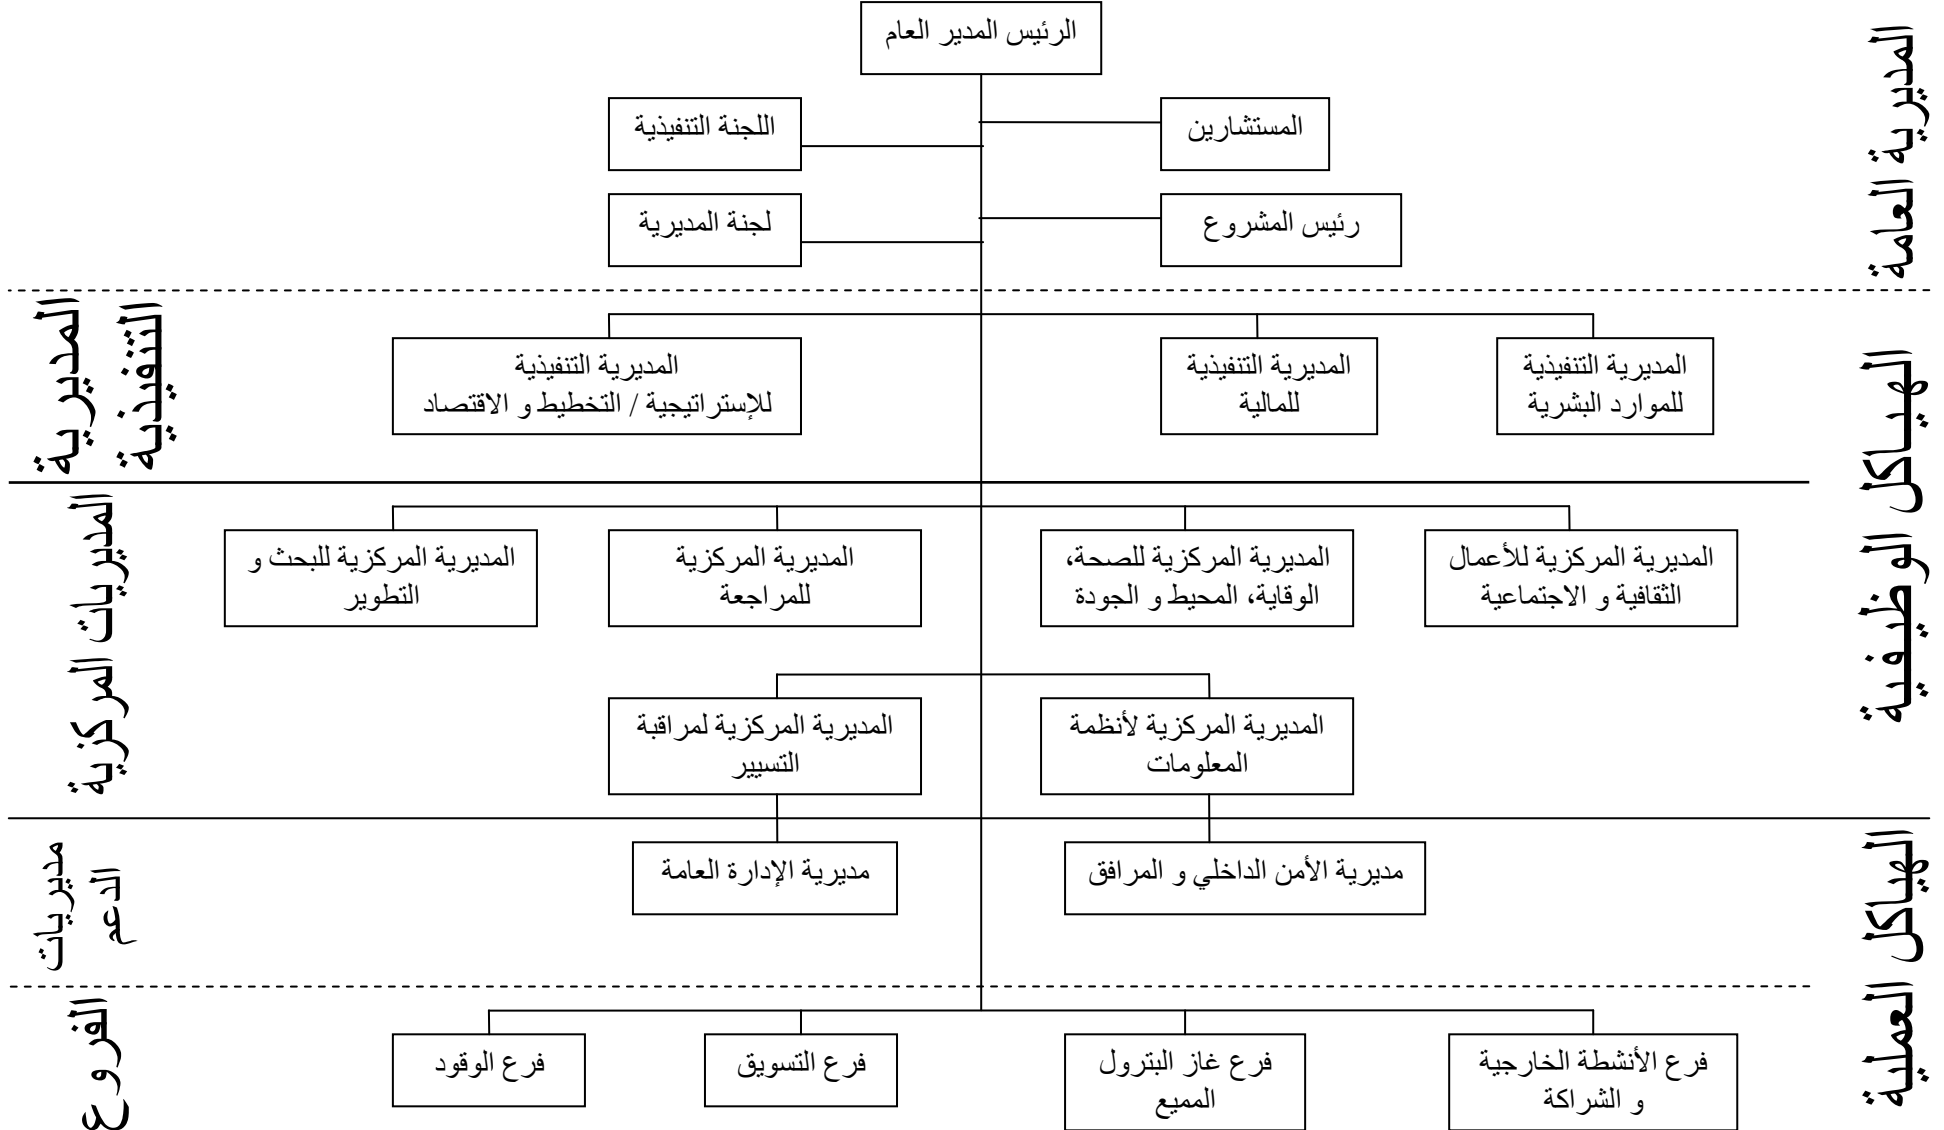 الرئيس المدير العام
المديرية العامة
المستشارين
اللجنة التنفيذية
رئيس المشروع
لجنة المديرية
الهياكل الوظيفية
المديرية
التنفيذية
المديرية التنفيذية
للموارد البشرية
المديرية التنفيذية
للمالية
المديرية التنفيذية
للإستراتيجية / التخطيط و الاقتصاد
المديريات المركزية
المديرية المركزية للأعمال
الثقافية و الاجتماعية
المديرية المركزية للصحة،
الوقاية، المحيط و الجودة
المديرية المركزية
للمراجعة
المديرية المركزية للبحث و
التطوير
المديرية المركزية لأنظمة
المعلومات
المديرية المركزية لمراقبة
التسيير
الهياكل العملية
مديريات
الدعم
مديرية الأمن الداخلي و المرافق
مديرية الإدارة العامة
الفروع
فرع الأنشطة الخارجية
و الشراكة
فرع غاز البترول
المميع
فرع التسويق
فرع الوقود